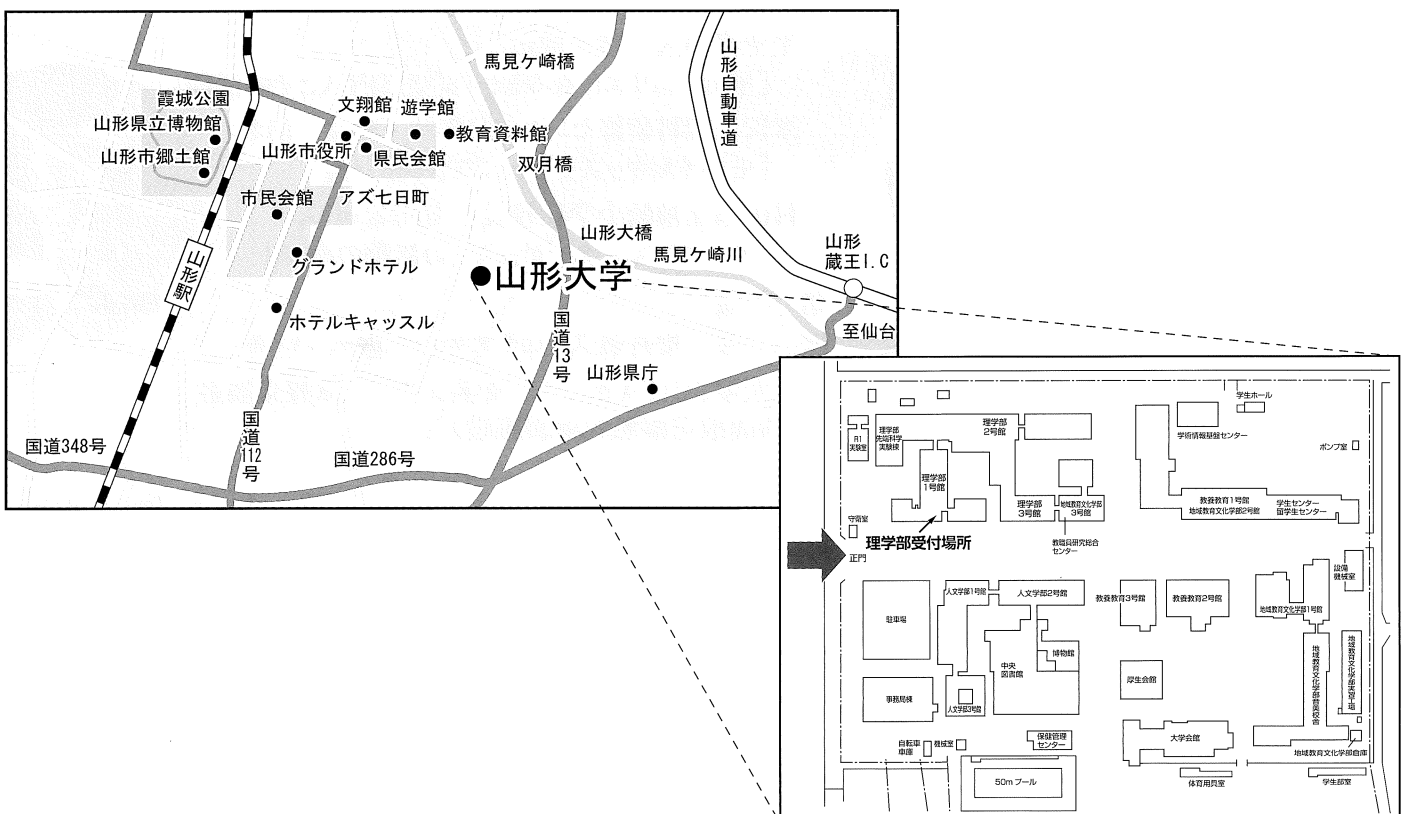 馬見ケ崎橋
山形自動車道
霞城公園
文翔館
遊学館
山形県立博物館
教育資料館
山形市郷土館
山形市役所
県民会館
双月橋
市民会館
アズ七日町
山形大橋
馬見ケ崎川
山形
蔵王I.C
山形駅
グランドホテル
山形大学
ホテルキャッスル
国道13号
至仙台
山形県庁
国道348号
国道112号
国道286号
学生ホール
R1
実験室
理学部
先端科学
実験棟
理学部
2号館
学術情報基盤センター
ポンプ室
理学部
1号館
理学部
3号館
地域教育文化学部
3号館
教養教育1号館
地域教育文化学部2号館
学生センター
留学生センター
守衛室
理学部受付場所
教職員研究総合
センター
正門
設備
機械室
人文学部1号館
人文学部2号館
教養教育3号館
教養教育2号館
地域教育文化学部1号館
駐車場
博物館
中央
図書館
地域教育文化学部音美校舎
地域教育文化学部実習工場
厚生会館
事務局棟
人文学部3号館
自転車
車庫
機械室
保健管理
センター
大学会館
地域教育文化学部倉庫
50mプール
体育用具室
学生部室